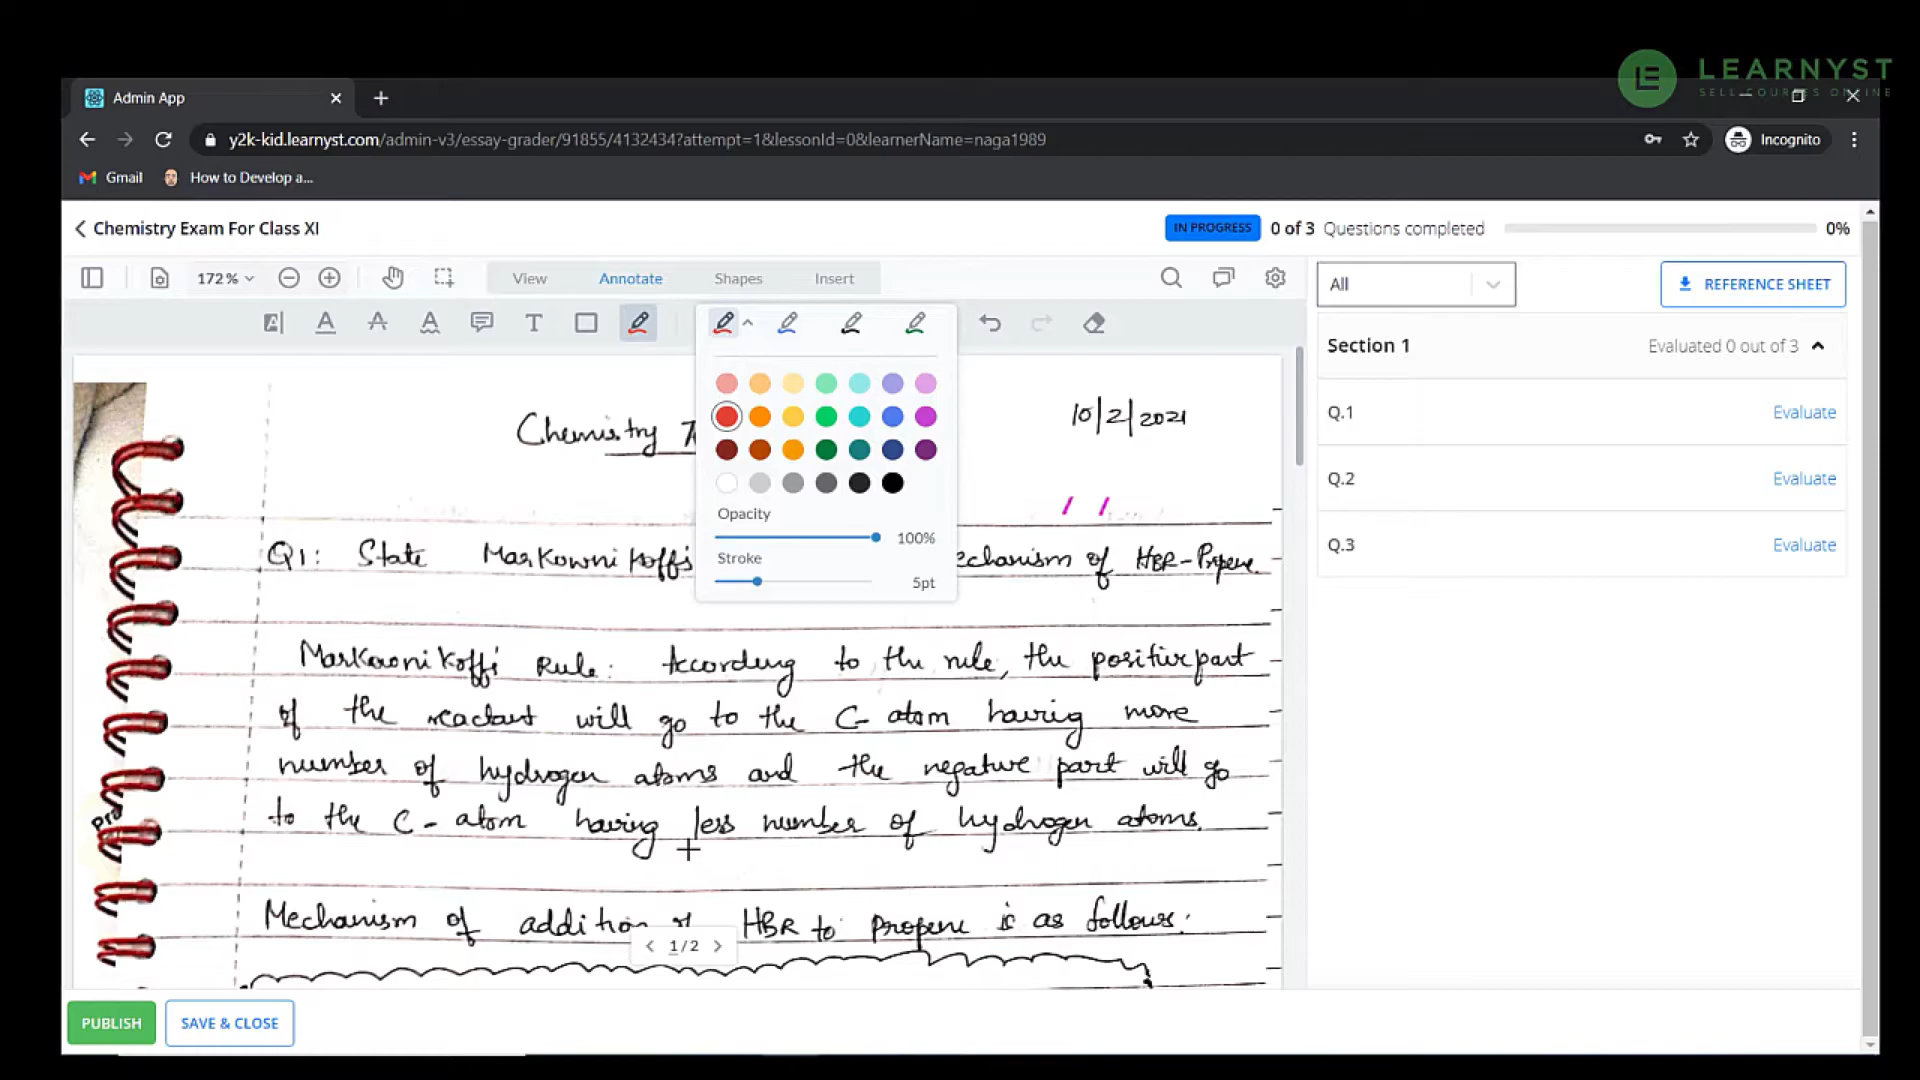 LEARNYST
SELL COURSES ONLINE
Admin App
y2k-kid.learnyst.com/admin-v3/essay-grader/91855/4132434?attempt=1&lessonId=0&learnerName=naga1989
Incognito
Gmail How to Develop a...
Chemistry Exam For Class XI
IN PROGRESS 0 of 3 Questions completed 0%
172% View Annotate Shapes Insert
All REFERENCE SHEET
Section 1 Evaluated 0 out of 3
Q.1 Evaluate
Q.2 Evaluate
Q.3 Evaluate
Opacity
100%
Stroke
5pt
Chemistry 10/2/2021
Q1: State Markownikoffs echanism of HBR-Propene.
Markownikoffs Rule: According to the rule, the positive part
of the reactant will go to the C-atom having more
number of hydrogen atoms and the negative part will go
to the C-atom having less number of hydrogen atoms.
Mechanism of addition of HBR to propene is as follows:
1/2
PUBLISH SAVE & CLOSE